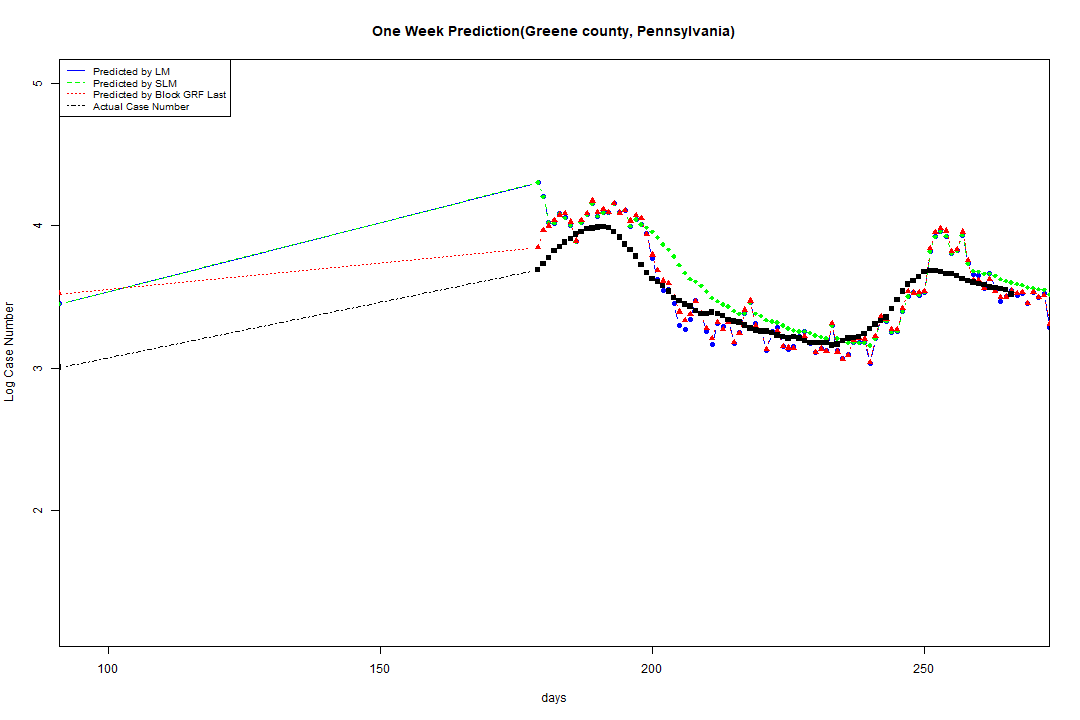 One Week Prediction(Greene county, Pennsylvania)
Predicted by LM
Predicted by SLM
Predicted by Block GRF Last
Actual Case Number
5
4
3
2
Log Case Number
100
150
200
250
days